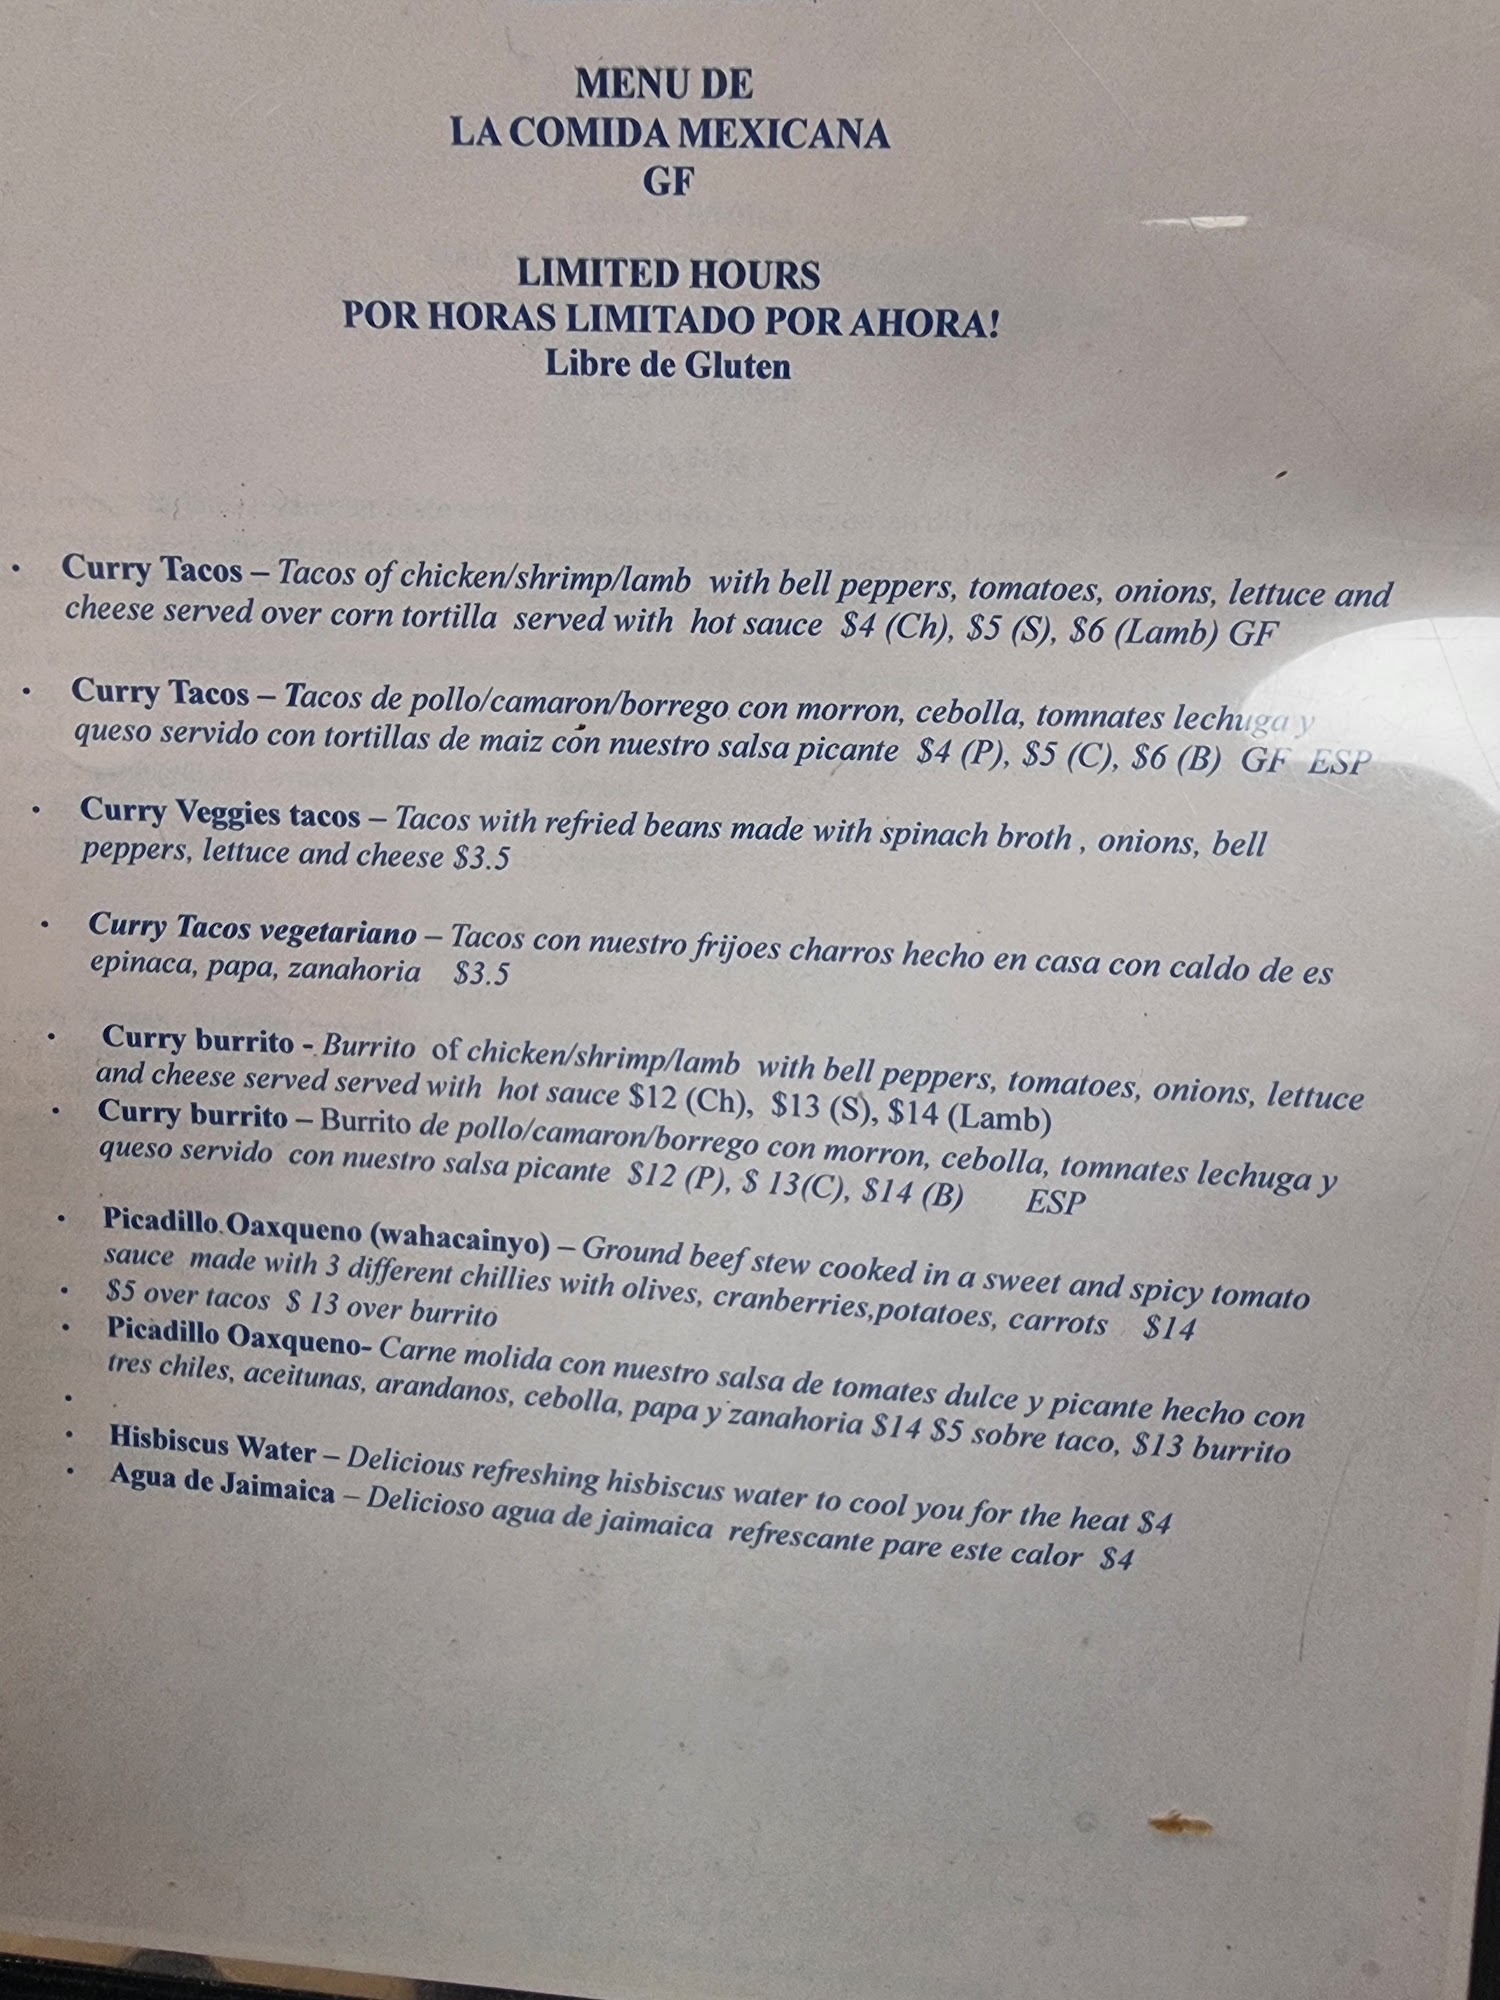 MENU DE
LA COMIDA MEXICANA
GF
LIMITED HOURS
POR HORAS LIMITADO POR AHORA!
Libre de Gluten
• Curry Tacos – Tacos of chicken/shrimp/lamb with bell peppers, tomatoes, onions, lettuce and
cheese served over corn tortilla served with hot sauce $4 (Ch), $5 (S), $6 (Lamb) GF
• Curry Tacos – Tacos de pollo/camaron/borrego con morron, cebolla, tomnates lechuga y
queso servido con tortillas de maiz con nuestro salsa picante $4 (P), $5 (C), $6 (B) GF ESP
• Curry Veggies tacos – Tacos with refried beans made with spinach broth , onions, bell
peppers, lettuce and cheese $3.5
• Curry Tacos vegetariano – Tacos con nuestro frijoes charros hecho en casa con caldo de es
epinaca, papa, zanahoria $3.5
• Curry burrito - Burrito of chicken/shrimp/lamb with bell peppers, tomatoes, onions, lettuce
and cheese served served with hot sauce $12 (Ch), $13 (S), $14 (Lamb)
• Curry burrito – Burrito de pollo/camaron/borrego con morron, cebolla, tomnates lechuga y
queso servido con nuestro salsa picante $12 (P), $ 13(C), $14 (B) ESP
• Picadillo Oaxqueno (wahacainyo) – Ground beef stew cooked in a sweet and spicy tomato
sauce made with 3 different chillies with olives, cranberries,potatoes, carrots $14
• $5 over tacos $ 13 over burrito
• Picadillo Oaxqueno- Carne molida con nuestro salsa de tomates dulce y picante hecho con
tres chiles, aceitunas, arandanos, cebolla, papa y zanahoria $14 $5 sobre taco, $13 burrito
•
• Hisbiscus Water – Delicious refreshing hisbiscus water to cool you for the heat $4
• Agua de Jaimaica – Delicioso agua de jaimaica refrescante pare este calor $4